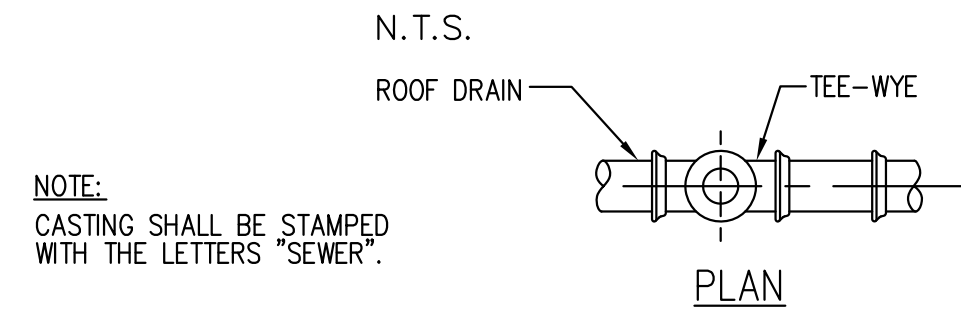 N.T.S.
ROOF DRAIN
TEE-WYE
NOTE:
CASTING SHALL BE STAMPED
WITH THE LETTERS "SEWER".
PLAN